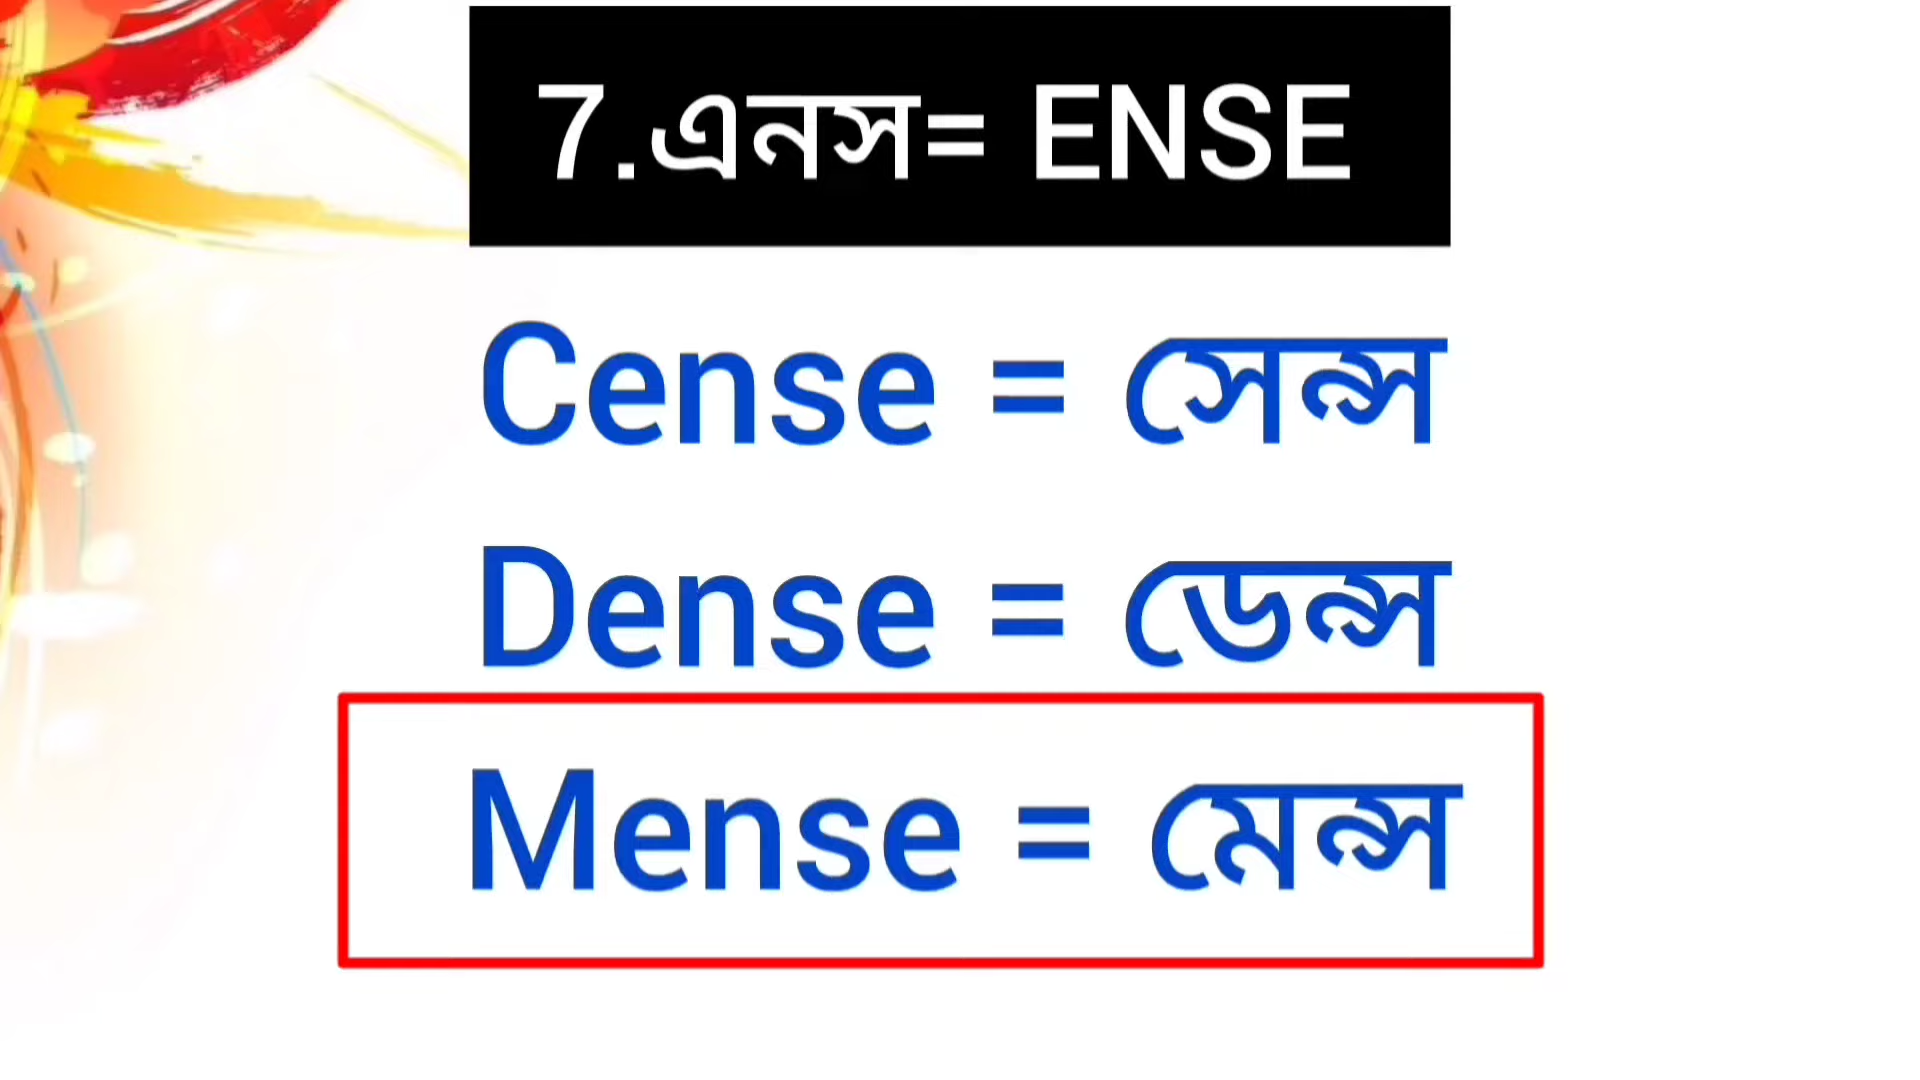 7.এনস= ENSE
Cense = সেন্স
Dense = ডেন্স
Mense = মেন্স